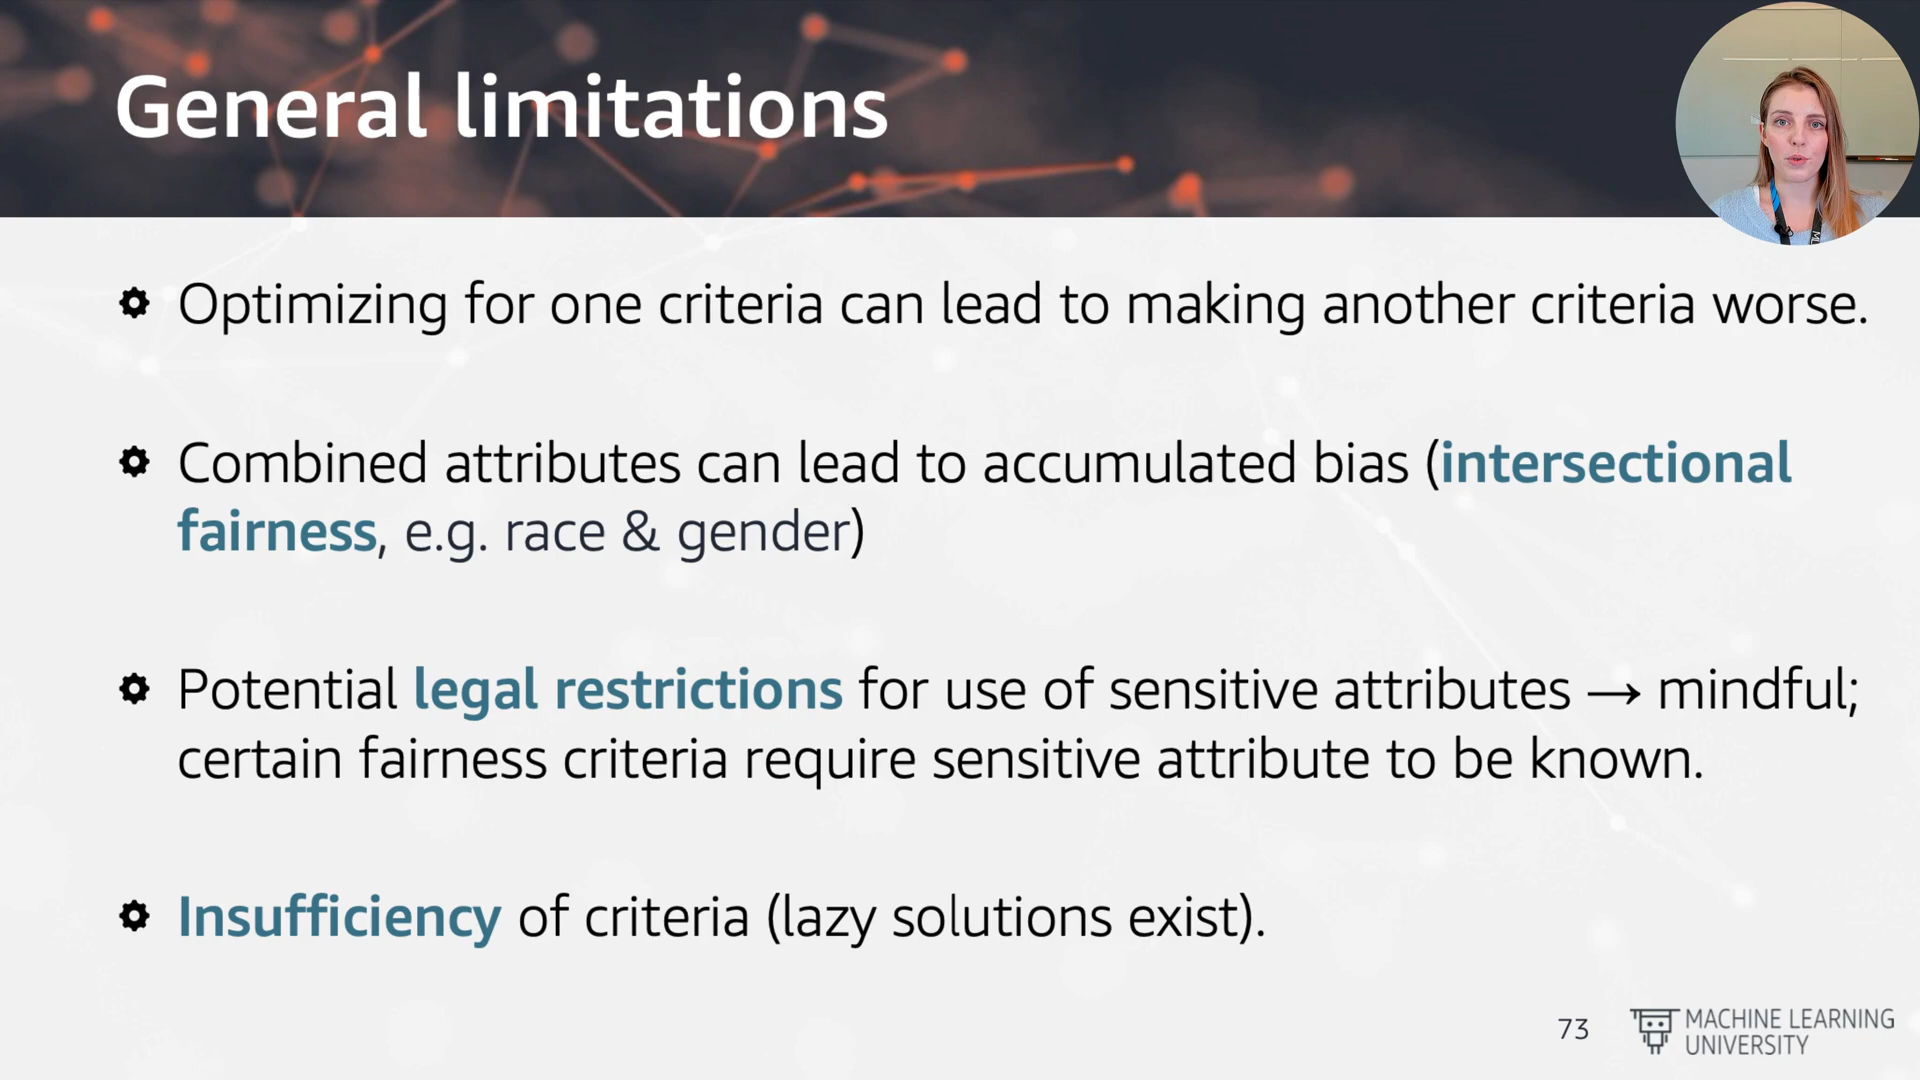 General limitations
Optimizing for one criteria can lead to making another criteria worse.
Combined attributes can lead to accumulated bias (intersectional
fairness, e.g. race & gender)
Potential legal restrictions for use of sensitive attributes → mindful;
certain fairness criteria require sensitive attribute to be known.
Insufficiency of criteria (lazy solutions exist).
73
MACHINE LEARNING
UNIVERSITY